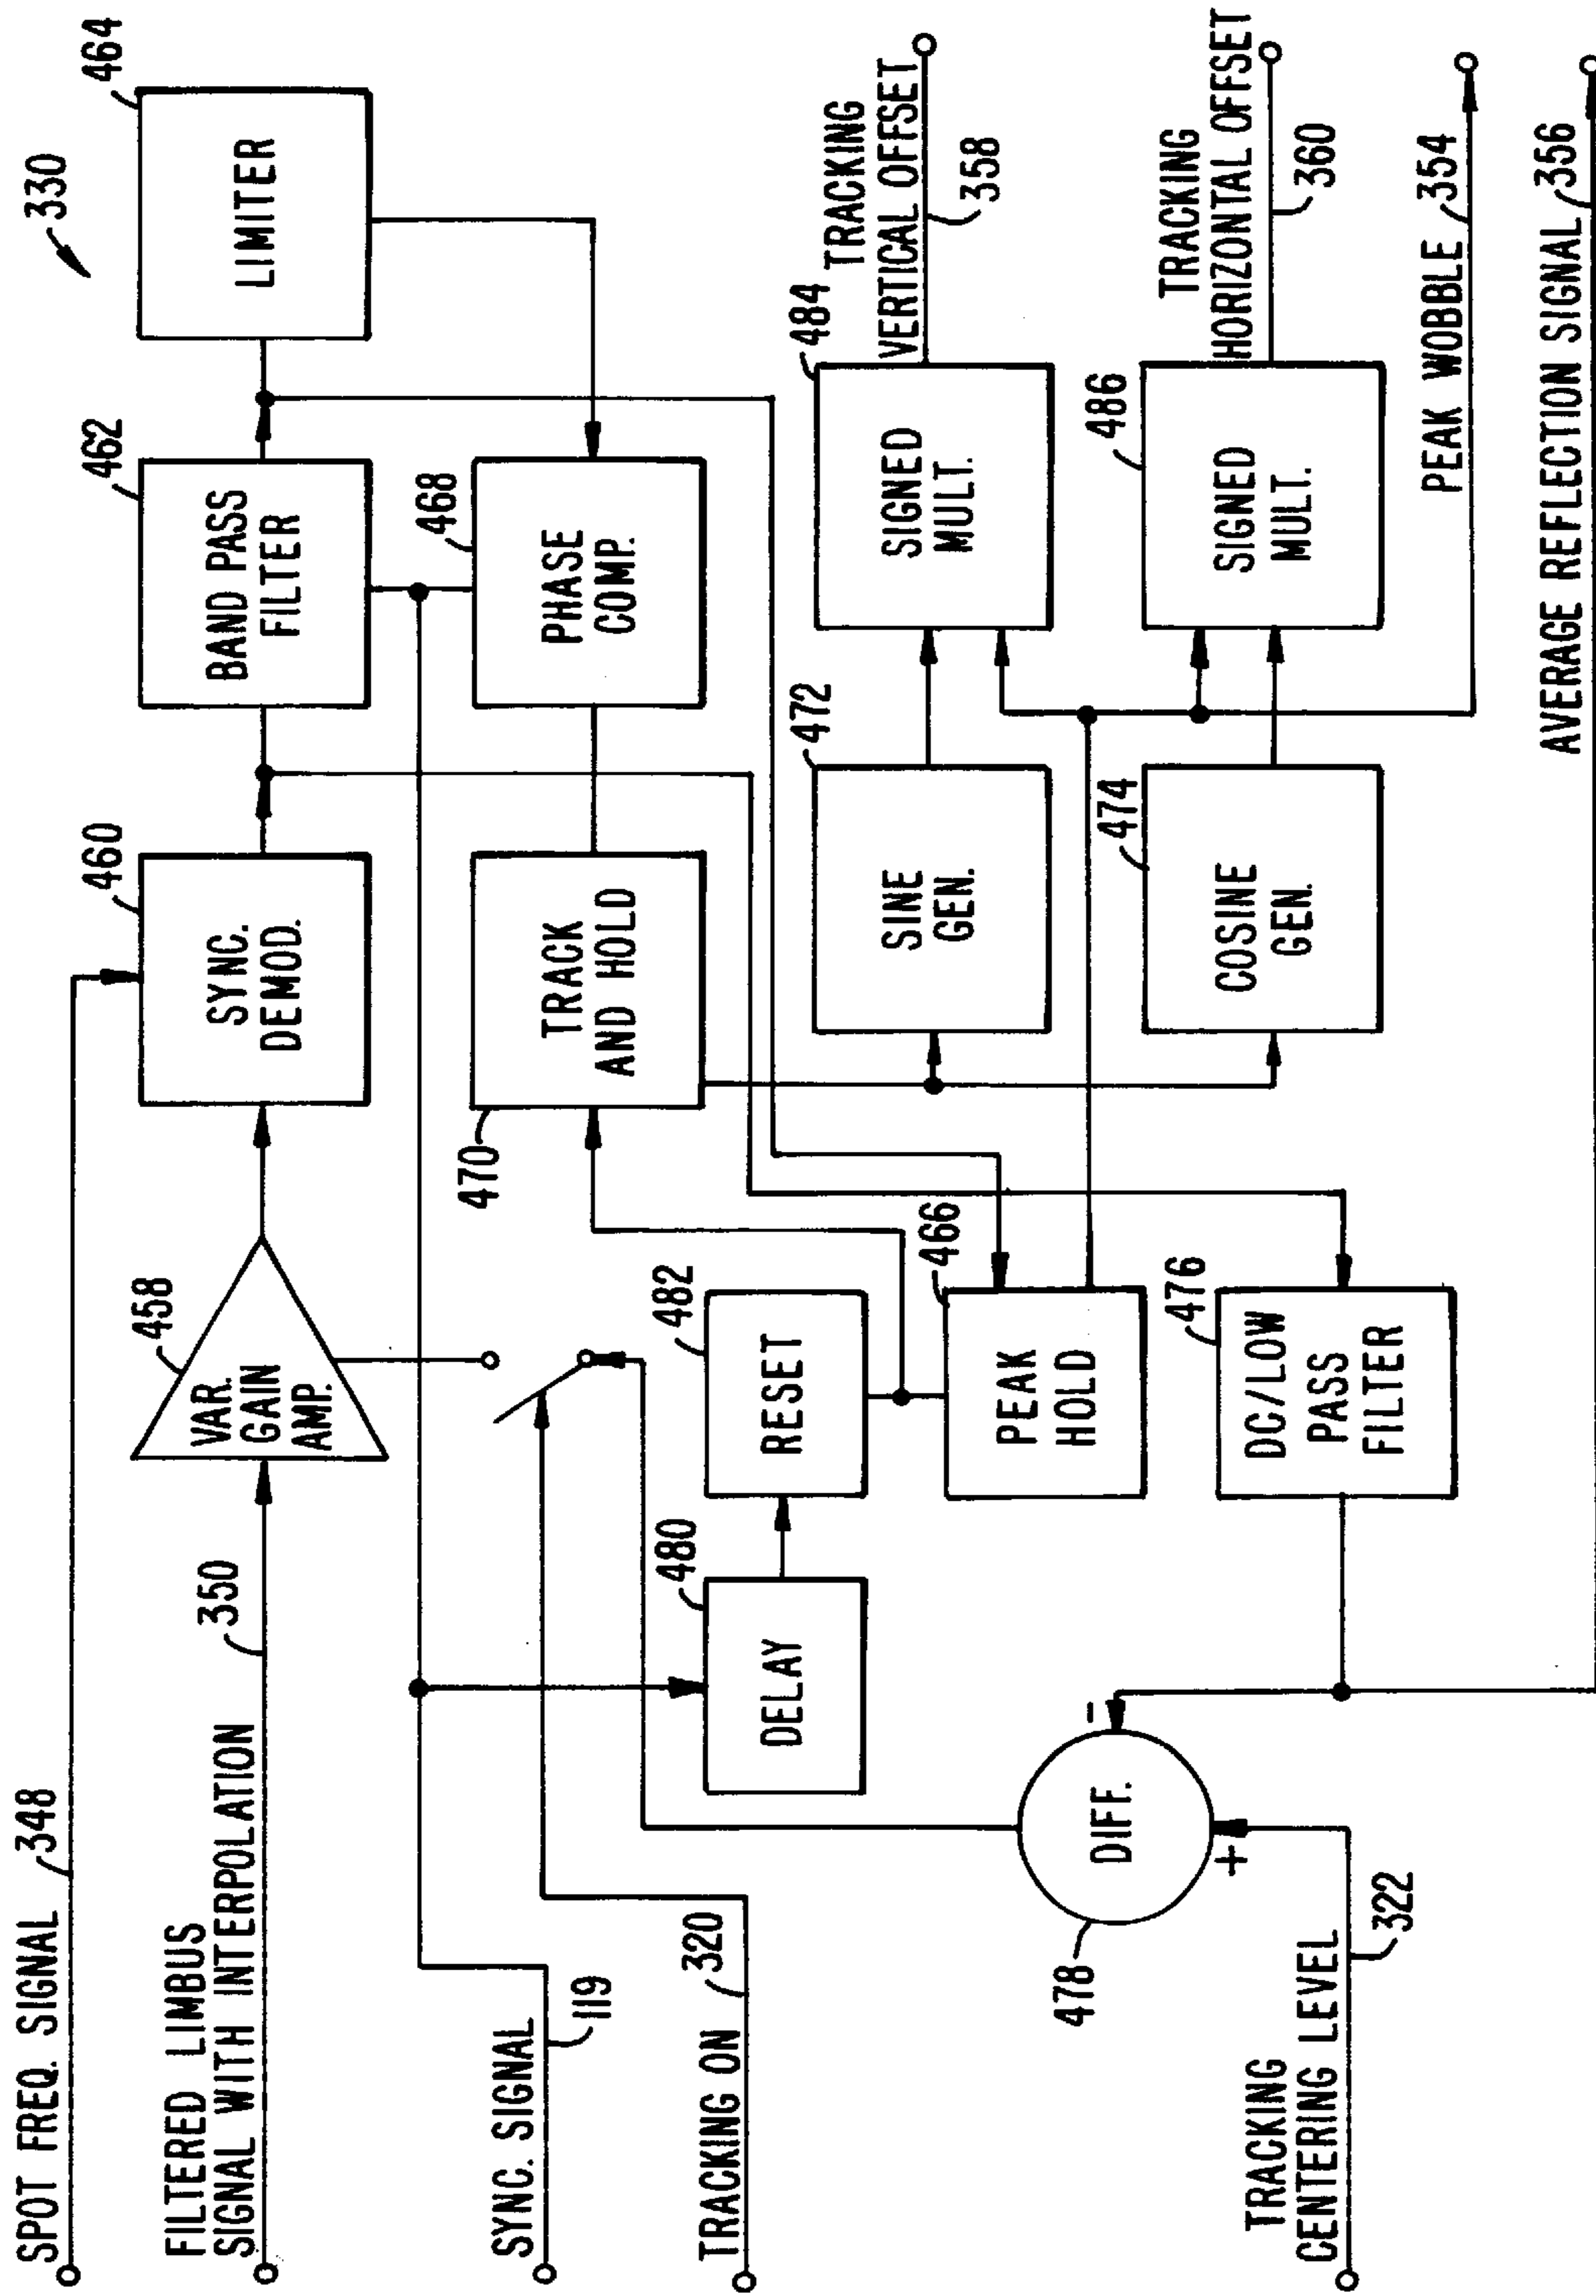 330
SPOT FREQ. SIGNAL 348
FILTERED LIMBUS
SIGNAL WITH INTERPOLATION
350
VAR.
GAIN
AMP.
458
SYNC.
DEMOD.
460
BAND PASS
FILTER
462
LIMITER
464
SYNC. SIGNAL
119
TRACKING ON
320
TRACK
AND HOLD
470
PHASE
COMP.
468
DELAY
480
RESET
482
SINE
GEN.
472
SIGNED
MULT.
484
TRACKING
VERTICAL OFFSET
358
PEAK
HOLD
466
COSINE
GEN.
474
SIGNED
MULT.
486
TRACKING
HORIZONTAL OFFSET
360
DIFF.
-
+
478
DC/LOW
PASS
FILTER
476
PEAK WOBBLE 354
TRACKING
CENTERING LEVEL
322
AVERAGE REFLECTION SIGNAL 356